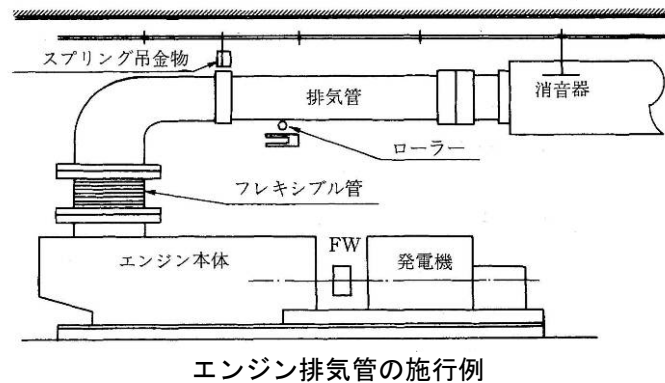 スプリング吊金物
排気管
消音器
ローラー
フレキシブル管
エンジン本体
FW
発電機
エンジン排気管の施行例